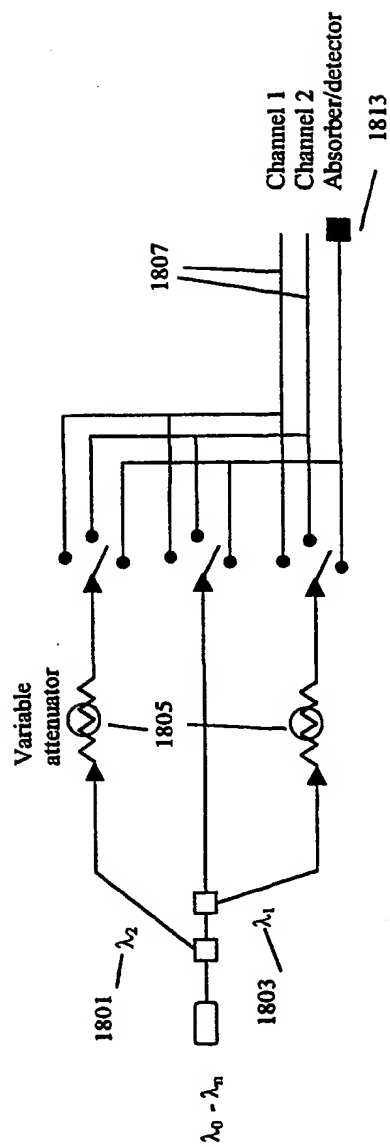 λ₀ - λₙ
1801
λ₂
1803
λ₁
Variable
attenuator
1805
1807
Channel 1
Channel 2
Absorber/detector
1813